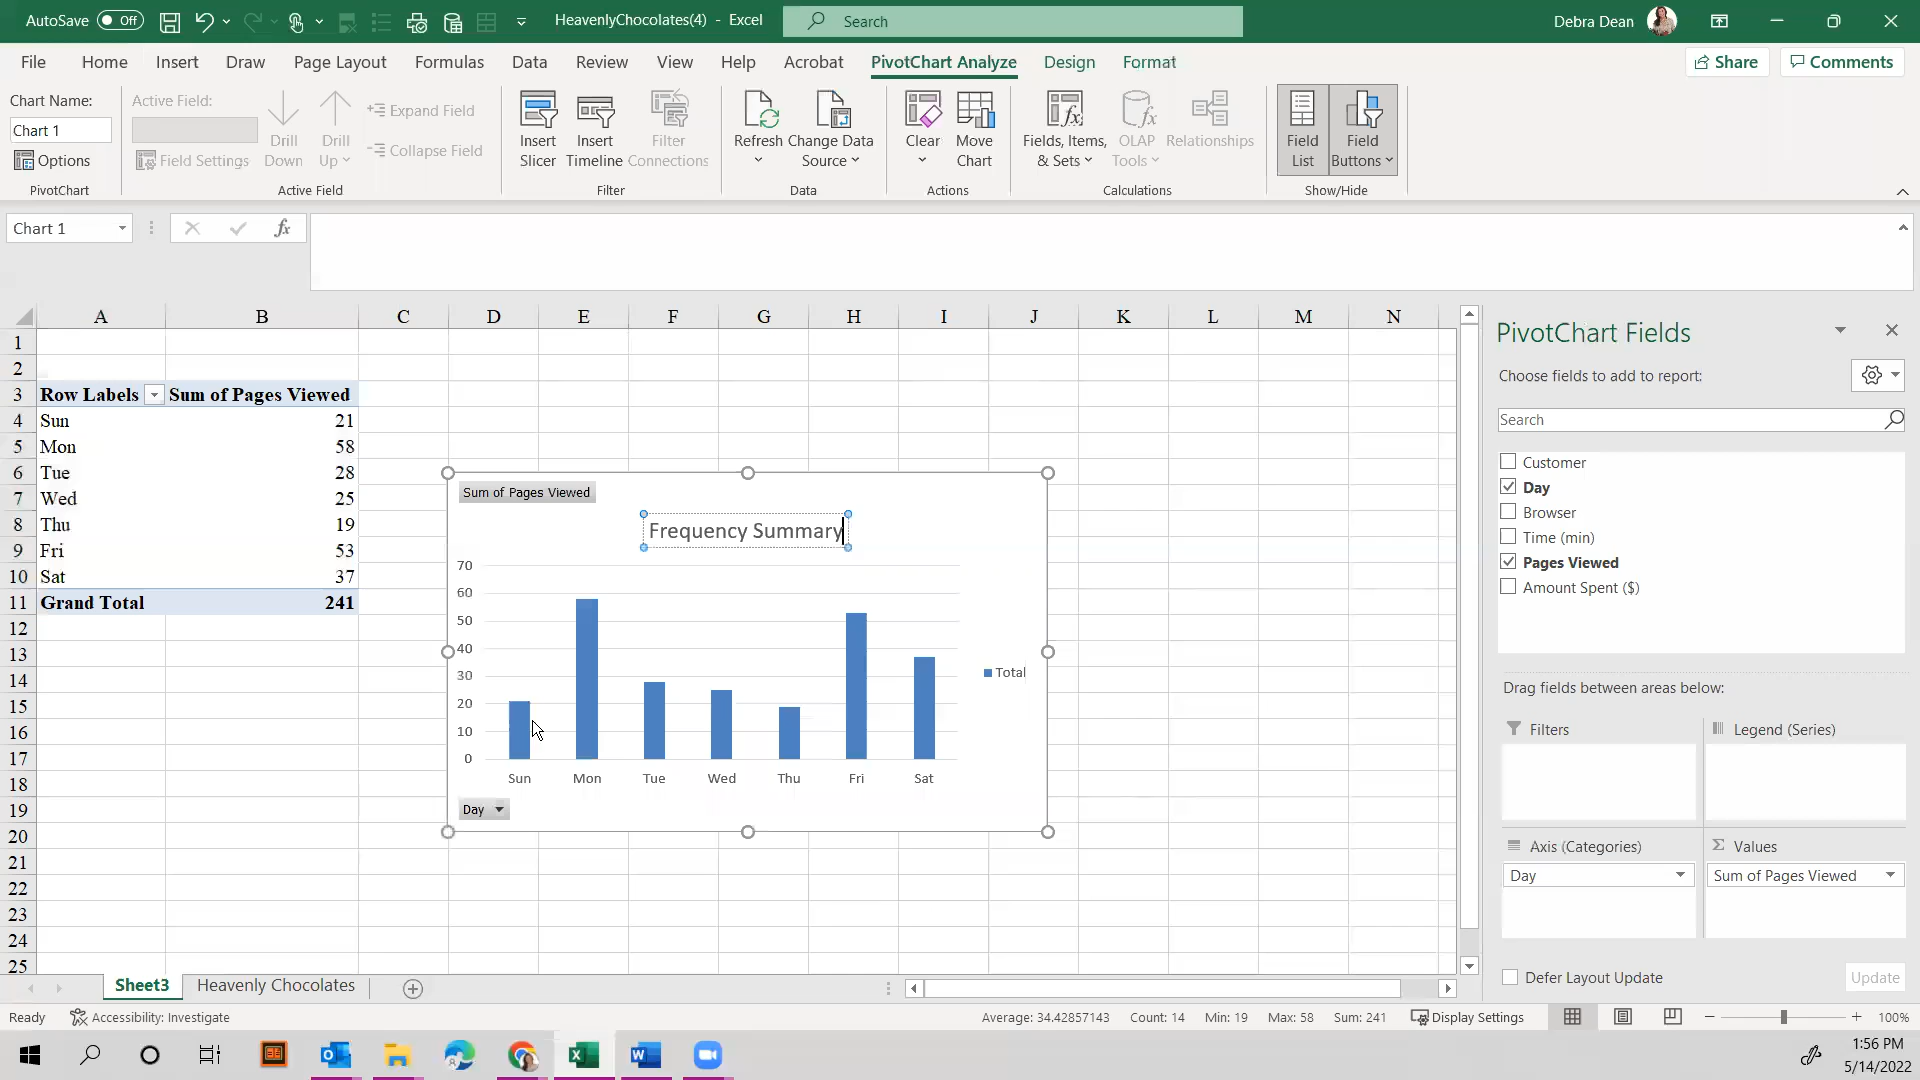 AutoSave Off HeavenlyChocolates(4) - Excel Search Debra Dean
File Home Insert Draw Page Layout Formulas Data Review View Help Acrobat PivotChart Analyze Design Format Share Comments
Chart Name:
Chart 1
Options
PivotChart
Active Field:
Field Settings
Drill Down
Drill Up
Expand Field
Collapse Field
Active Field
Insert Slicer
Insert Timeline
Filter Connections
Filter
Refresh
Change Data Source
Data
Clear
Move Chart
Actions
Fields, Items, & Sets
OLAP Tools
Relationships
Calculations
Field List
Field Buttons
Show/Hide
Chart 1 fx
A B C D E F G H I J K L M N
1
2
3 Row Labels Sum of Pages Viewed
4 Sun 21
5 Mon 58
6 Tue 28
7 Wed 25
8 Thu 19
9 Fri 53
10 Sat 37
11 Grand Total 241
12
13
14
15
16
17
18
19
20
21
22
23
24
25
Sum of Pages Viewed
Frequency Summary
70
60
50
40
30
20
10
0
Sun Mon Tue Wed Thu Fri Sat
Total
Day
PivotChart Fields
Choose fields to add to report:
Search
Customer
Day
Browser
Time (min)
Pages Viewed
Amount Spent ($)
Drag fields between areas below:
Filters
Legend (Series)
Axis (Categories)
Day
Values
Sum of Pages Viewed
Defer Layout Update Update
Sheet3 Heavenly Chocolates
Ready Accessibility: Investigate Average: 34.42857143 Count: 14 Min: 19 Max: 58 Sum: 241 Display Settings 100%
1:56 PM
5/14/2022